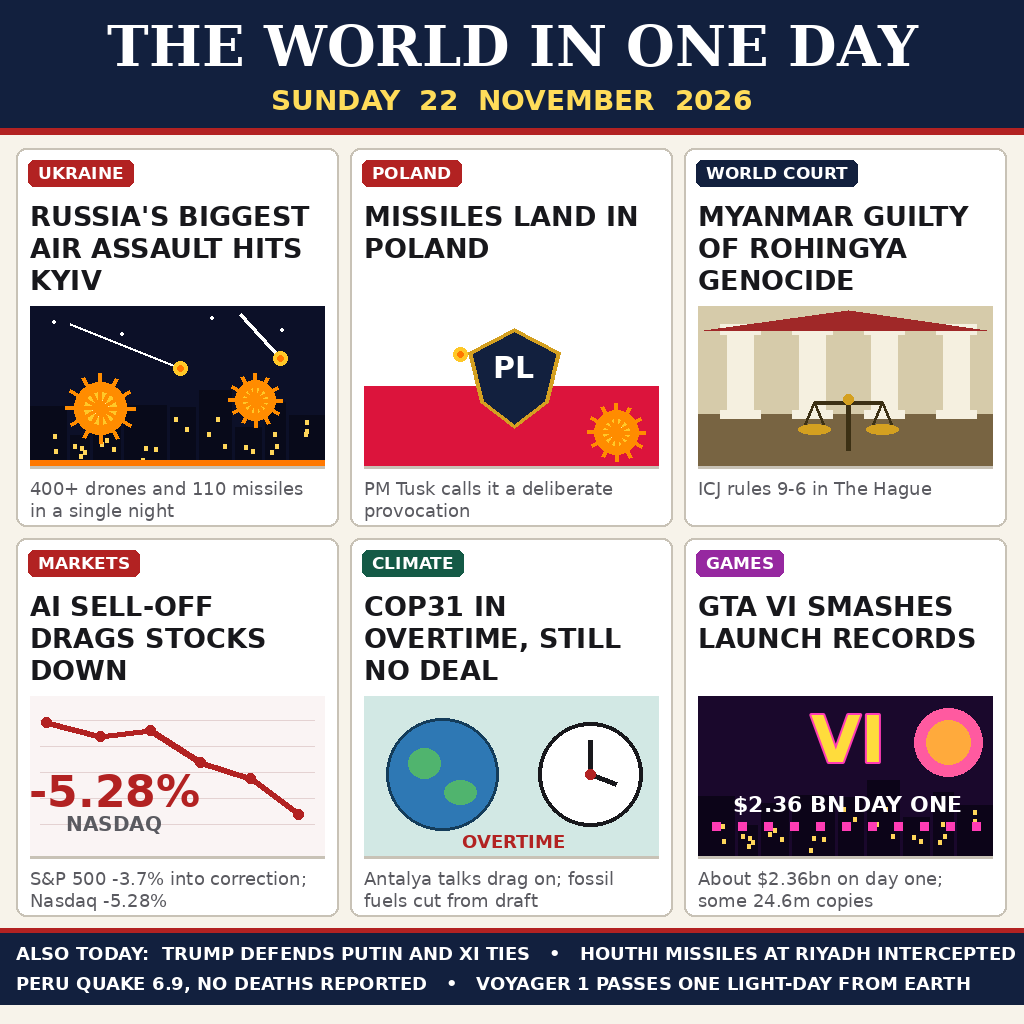 THE WORLD IN ONE DAY
SUNDAY 22 NOVEMBER 2026
UKRAINE
RUSSIA'S BIGGEST
AIR ASSAULT HITS
KYIV
400+ drones and 110 missiles
in a single night
POLAND
MISSILES LAND IN
POLAND
PL
PM Tusk calls it a deliberate
provocation
WORLD COURT
MYANMAR GUILTY
OF ROHINGYA
GENOCIDE
ICJ rules 9-6 in The Hague
MARKETS
AI SELL-OFF
DRAGS STOCKS
DOWN
-5.28%
NASDAQ
S&P 500 -3.7% into correction;
Nasdaq -5.28%
CLIMATE
COP31 IN
OVERTIME, STILL
NO DEAL
OVERTIME
Antalya talks drag on; fossil
fuels cut from draft
GAMES
GTA VI SMASHES
LAUNCH RECORDS
VI
$2.36 BN DAY ONE
About $2.36bn on day one;
some 24.6m copies
ALSO TODAY: TRUMP DEFENDS PUTIN AND XI TIES • HOUTHI MISSILES AT RIYADH INTERCEPTED
PERU QUAKE 6.9, NO DEATHS REPORTED • VOYAGER 1 PASSES ONE LIGHT-DAY FROM EARTH